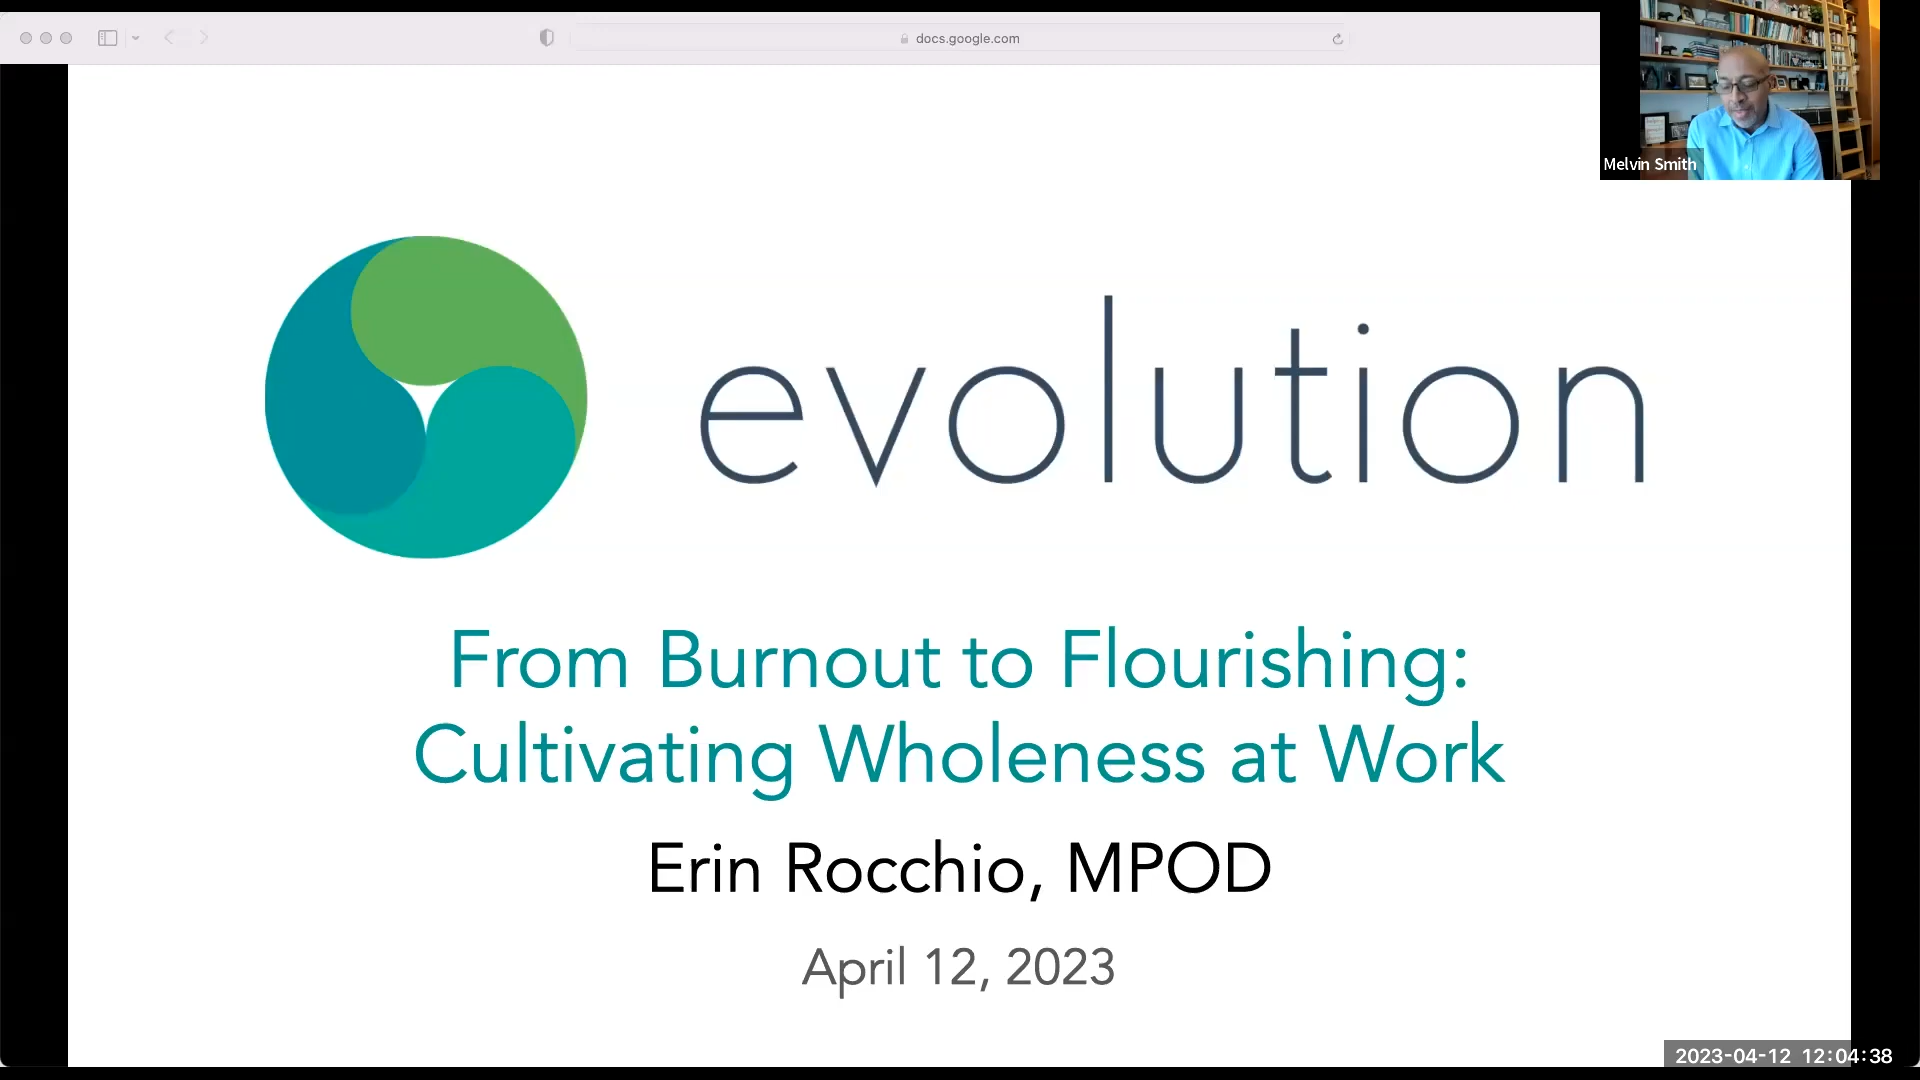 docs.google.com
Melvin Smith
evolution
From Burnout to Flourishing:
Cultivating Wholeness at Work
Erin Rocchio, MPOD
April 12, 2023
2023-04-12 12:04:38